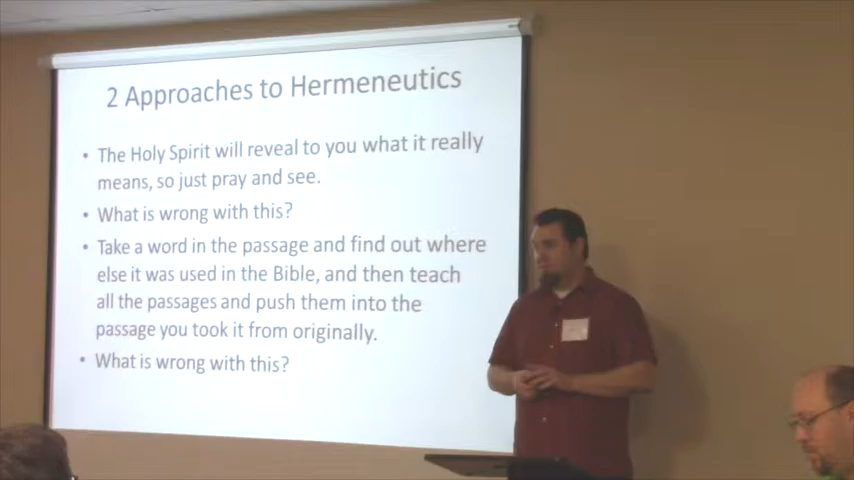 2 Approaches to Hermeneutics
• The Holy Spirit will reveal to you what it really
means, so just pray and see.
• What is wrong with this?
• Take a word in the passage and find out where
else it was used in the Bible, and then teach
all the passages and push them into the
passage you took it from originally.
• What is wrong with this?